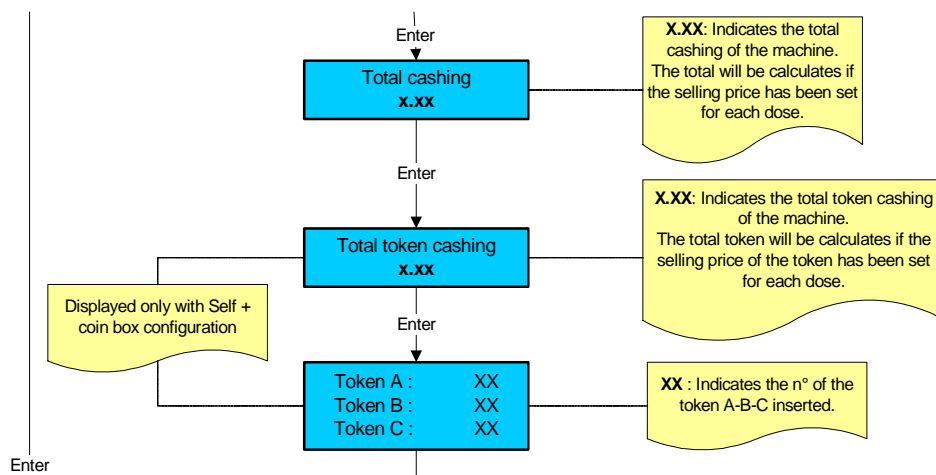 Enter
Total cashing
x.xx
X.XX: Indicates the total
cashing of the machine.
The total will be calculates if
the selling price has been set
for each dose.
Enter
Total token cashing
x.xx
X.XX: Indicates the total token cashing
of the machine.
The total token will be calculates if the
selling price of the token has been set
for each dose.
Displayed only with Self +
coin box configuration
Enter
Token A : XX
Token B : XX
Token C : XX
XX : Indicates the n° of the
token A-B-C inserted.
Enter